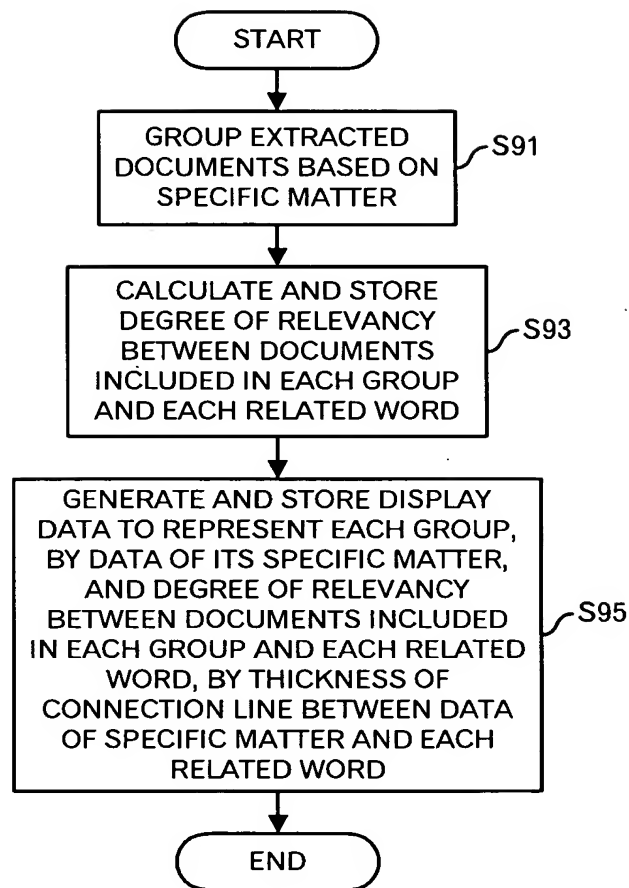 START
GROUP EXTRACTED
DOCUMENTS BASED ON
SPECIFIC MATTER
S91
CALCULATE AND STORE
DEGREE OF RELEVANCY
BETWEEN DOCUMENTS
INCLUDED IN EACH GROUP
AND EACH RELATED WORD
S93
GENERATE AND STORE DISPLAY
DATA TO REPRESENT EACH GROUP,
BY DATA OF ITS SPECIFIC MATTER,
AND DEGREE OF RELEVANCY
BETWEEN DOCUMENTS INCLUDED
IN EACH GROUP AND EACH RELATED
WORD, BY THICKNESS OF
CONNECTION LINE BETWEEN DATA
OF SPECIFIC MATTER AND EACH
RELATED WORD
S95
END